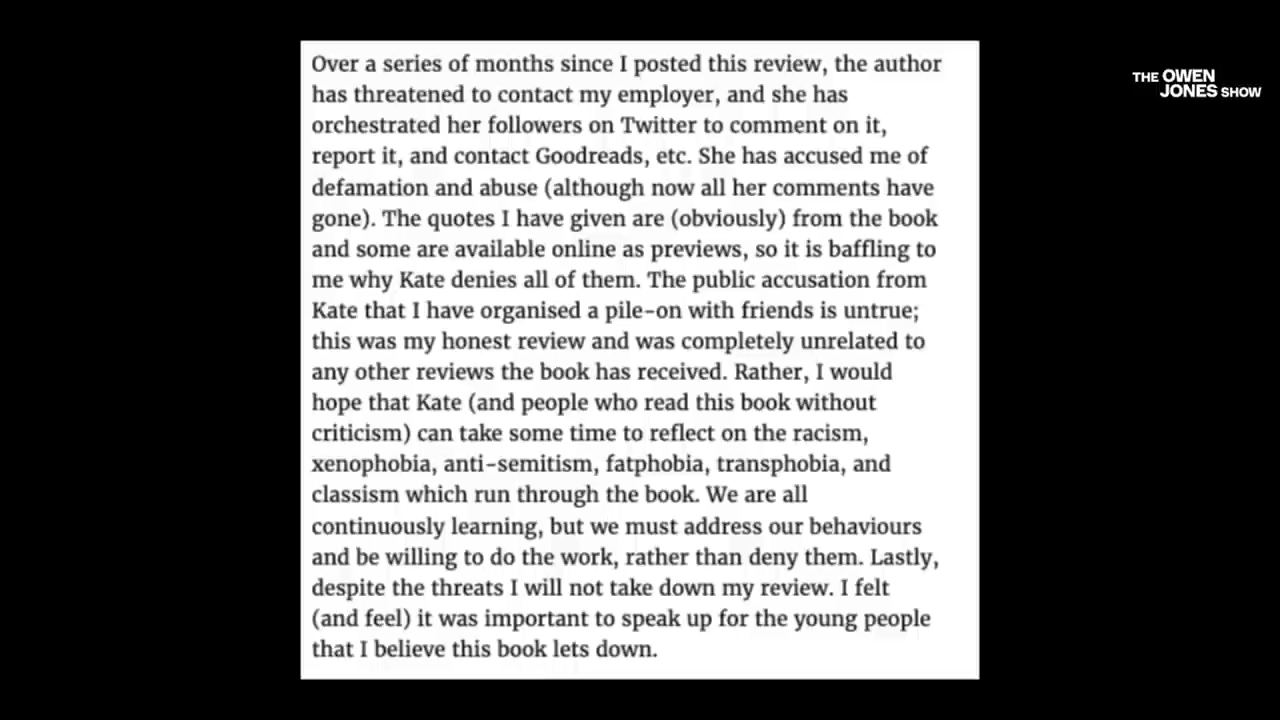 THE OWEN
JONES SHOW
Over a series of months since I posted this review, the author
has threatened to contact my employer, and she has
orchestrated her followers on Twitter to comment on it,
report it, and contact Goodreads, etc. She has accused me of
defamation and abuse (although now all her comments have
gone). The quotes I have given are (obviously) from the book
and some are available online as previews, so it is baffling to
me why Kate denies all of them. The public accusation from
Kate that I have organised a pile-on with friends is untrue;
this was my honest review and was completely unrelated to
any other reviews the book has received. Rather, I would
hope that Kate (and people who read this book without
criticism) can take some time to reflect on the racism,
xenophobia, anti-semitism, fatphobia, transphobia, and
classism which run through the book. We are all
continuously learning, but we must address our behaviours
and be willing to do the work, rather than deny them. Lastly,
despite the threats I will not take down my review. I felt
(and feel) it was important to speak up for the young people
that I believe this book lets down.